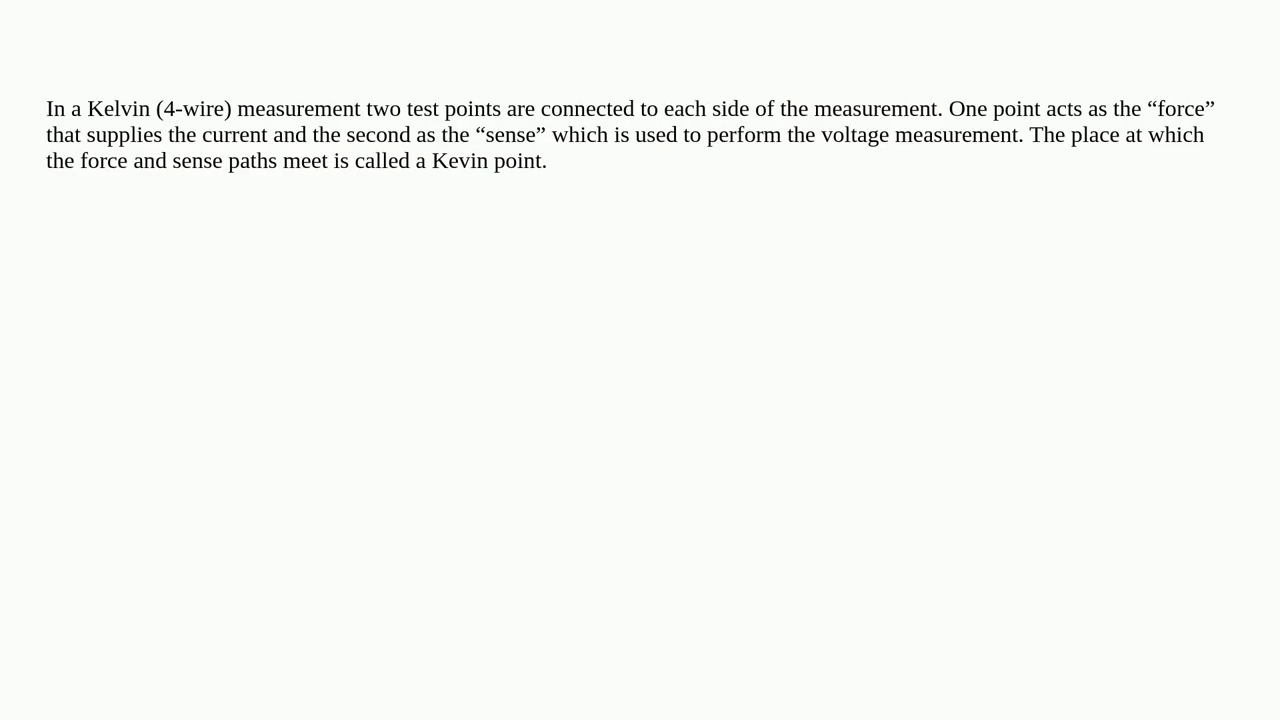 In a Kelvin (4-wire) measurement two test points are connected to each side of the measurement. One point acts as the “force”
that supplies the current and the second as the “sense” which is used to perform the voltage measurement. The place at which
the force and sense paths meet is called a Kevin point.